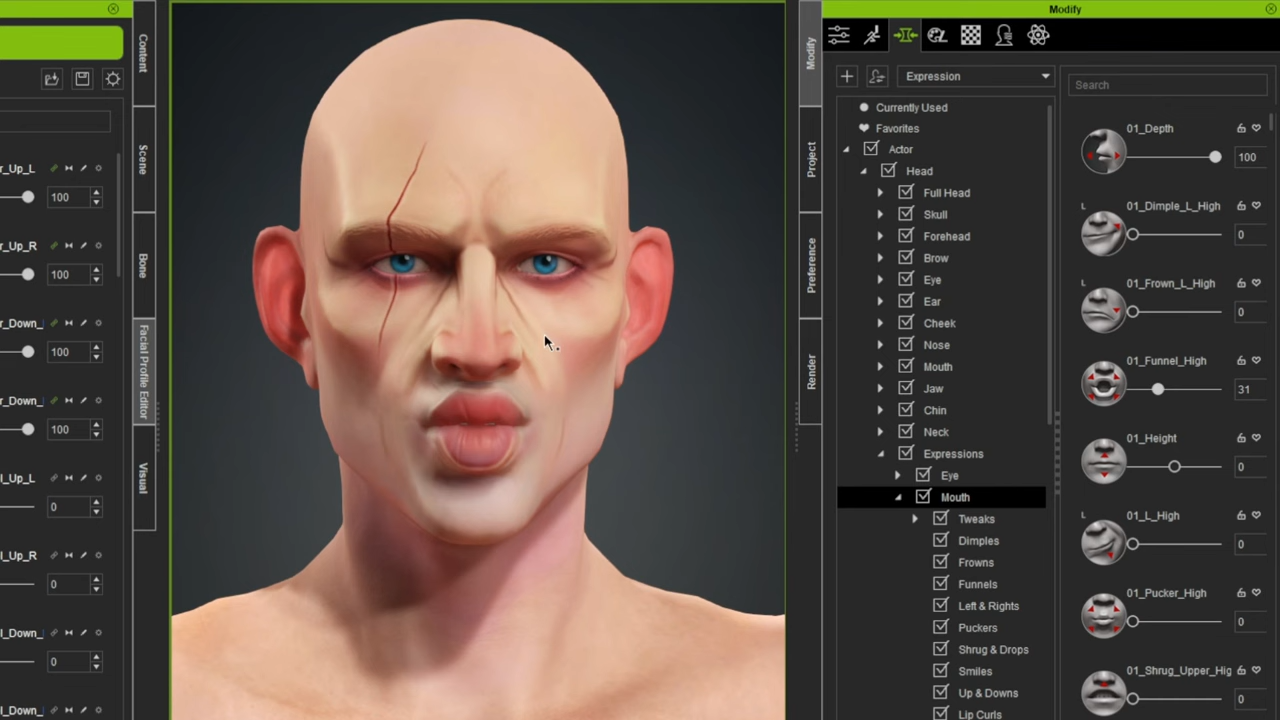 r_Up_L
100
r_Up_R
100
r_Down_
100
r_Down_
100
l_Up_L
0
l_Up_R
0
l_Down_
0
l_Down_
Content
Scene
Bone
Facial Profile Editor
Visual
Modify
Project
Preference
Render
Modify
Expression
Currently Used
Favorites
Actor
Head
Full Head
Skull
Forehead
Brow
Eye
Ear
Cheek
Nose
Mouth
Jaw
Chin
Neck
Expressions
Eye
Mouth
Tweaks
Dimples
Frowns
Funnels
Left & Rights
Puckers
Shrug & Drops
Smiles
Up & Downs
Lip Curls
Search
01_Depth
100
L
01_Dimple_L_High
0
L
01_Frown_L_High
0
01_Funnel_High
31
01_Height
0
L
01_L_High
0
01_Pucker_High
0
01_Shrug_Upper_Hig
0